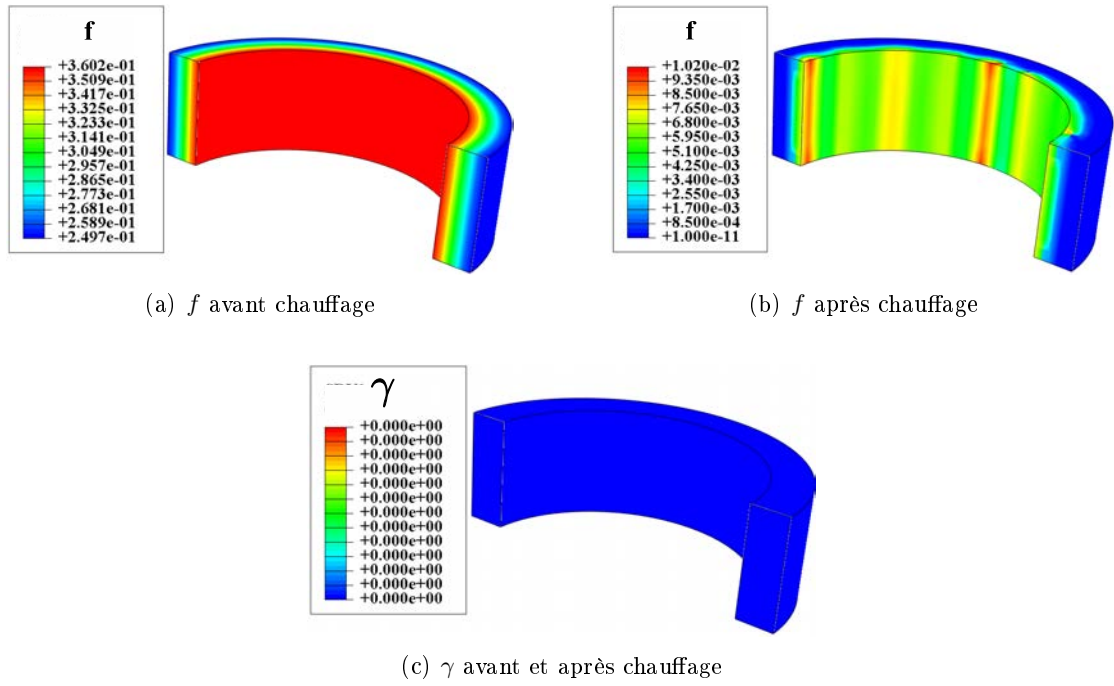 f
+3.602e-01
+3.509e-01
+3.417e-01
+3.325e-01
+3.233e-01
+3.141e-01
+3.049e-01
+2.957e-01
+2.865e-01
+2.773e-01
+2.681e-01
+2.589e-01
+2.497e-01
f
+1.020e-02
+9.350e-03
+8.500e-03
+7.650e-03
+6.800e-03
+5.950e-03
+5.100e-03
+4.250e-03
+3.400e-03
+2.550e-03
+1.700e-03
+8.500e-04
+1.000e-11
(a) f avant chauffage
(b) f après chauffage
γ
+0.000e+00
+0.000e+00
+0.000e+00
+0.000e+00
+0.000e+00
+0.000e+00
+0.000e+00
+0.000e+00
+0.000e+00
+0.000e+00
+0.000e+00
+0.000e+00
+0.000e+00
(c) γ avant et après chauffage